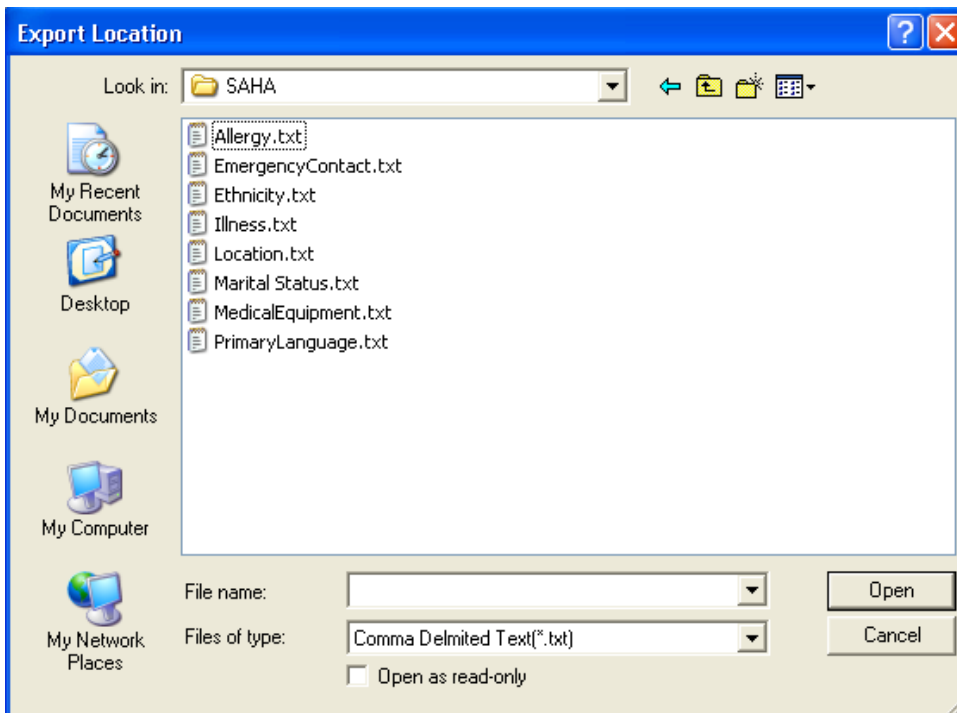 Export Location
Look in: SAHA
My Recent
Documents
Desktop
My Documents
My Computer
My Network
Places
Allergy.txt
EmergencyContact.txt
Ethnicity.txt
Illness.txt
Location.txt
Marital Status.txt
MedicalEquipment.txt
PrimaryLanguage.txt
File name:
Open
Files of type: Comma Delmited Text(*.txt)
Cancel
Open as read-only